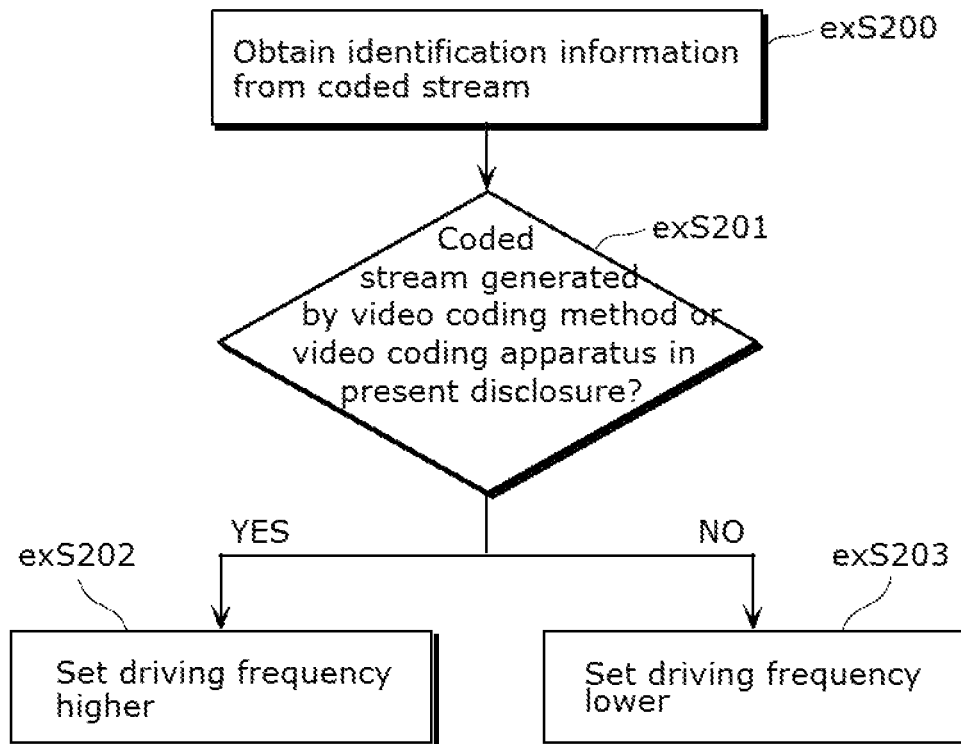 exS200
Obtain identification information
from coded stream
exS201
Coded
stream generated
by video coding method or
video coding apparatus in
present disclosure?
YES
NO
exS202
exS203
Set driving frequency
higher
Set driving frequency
lower